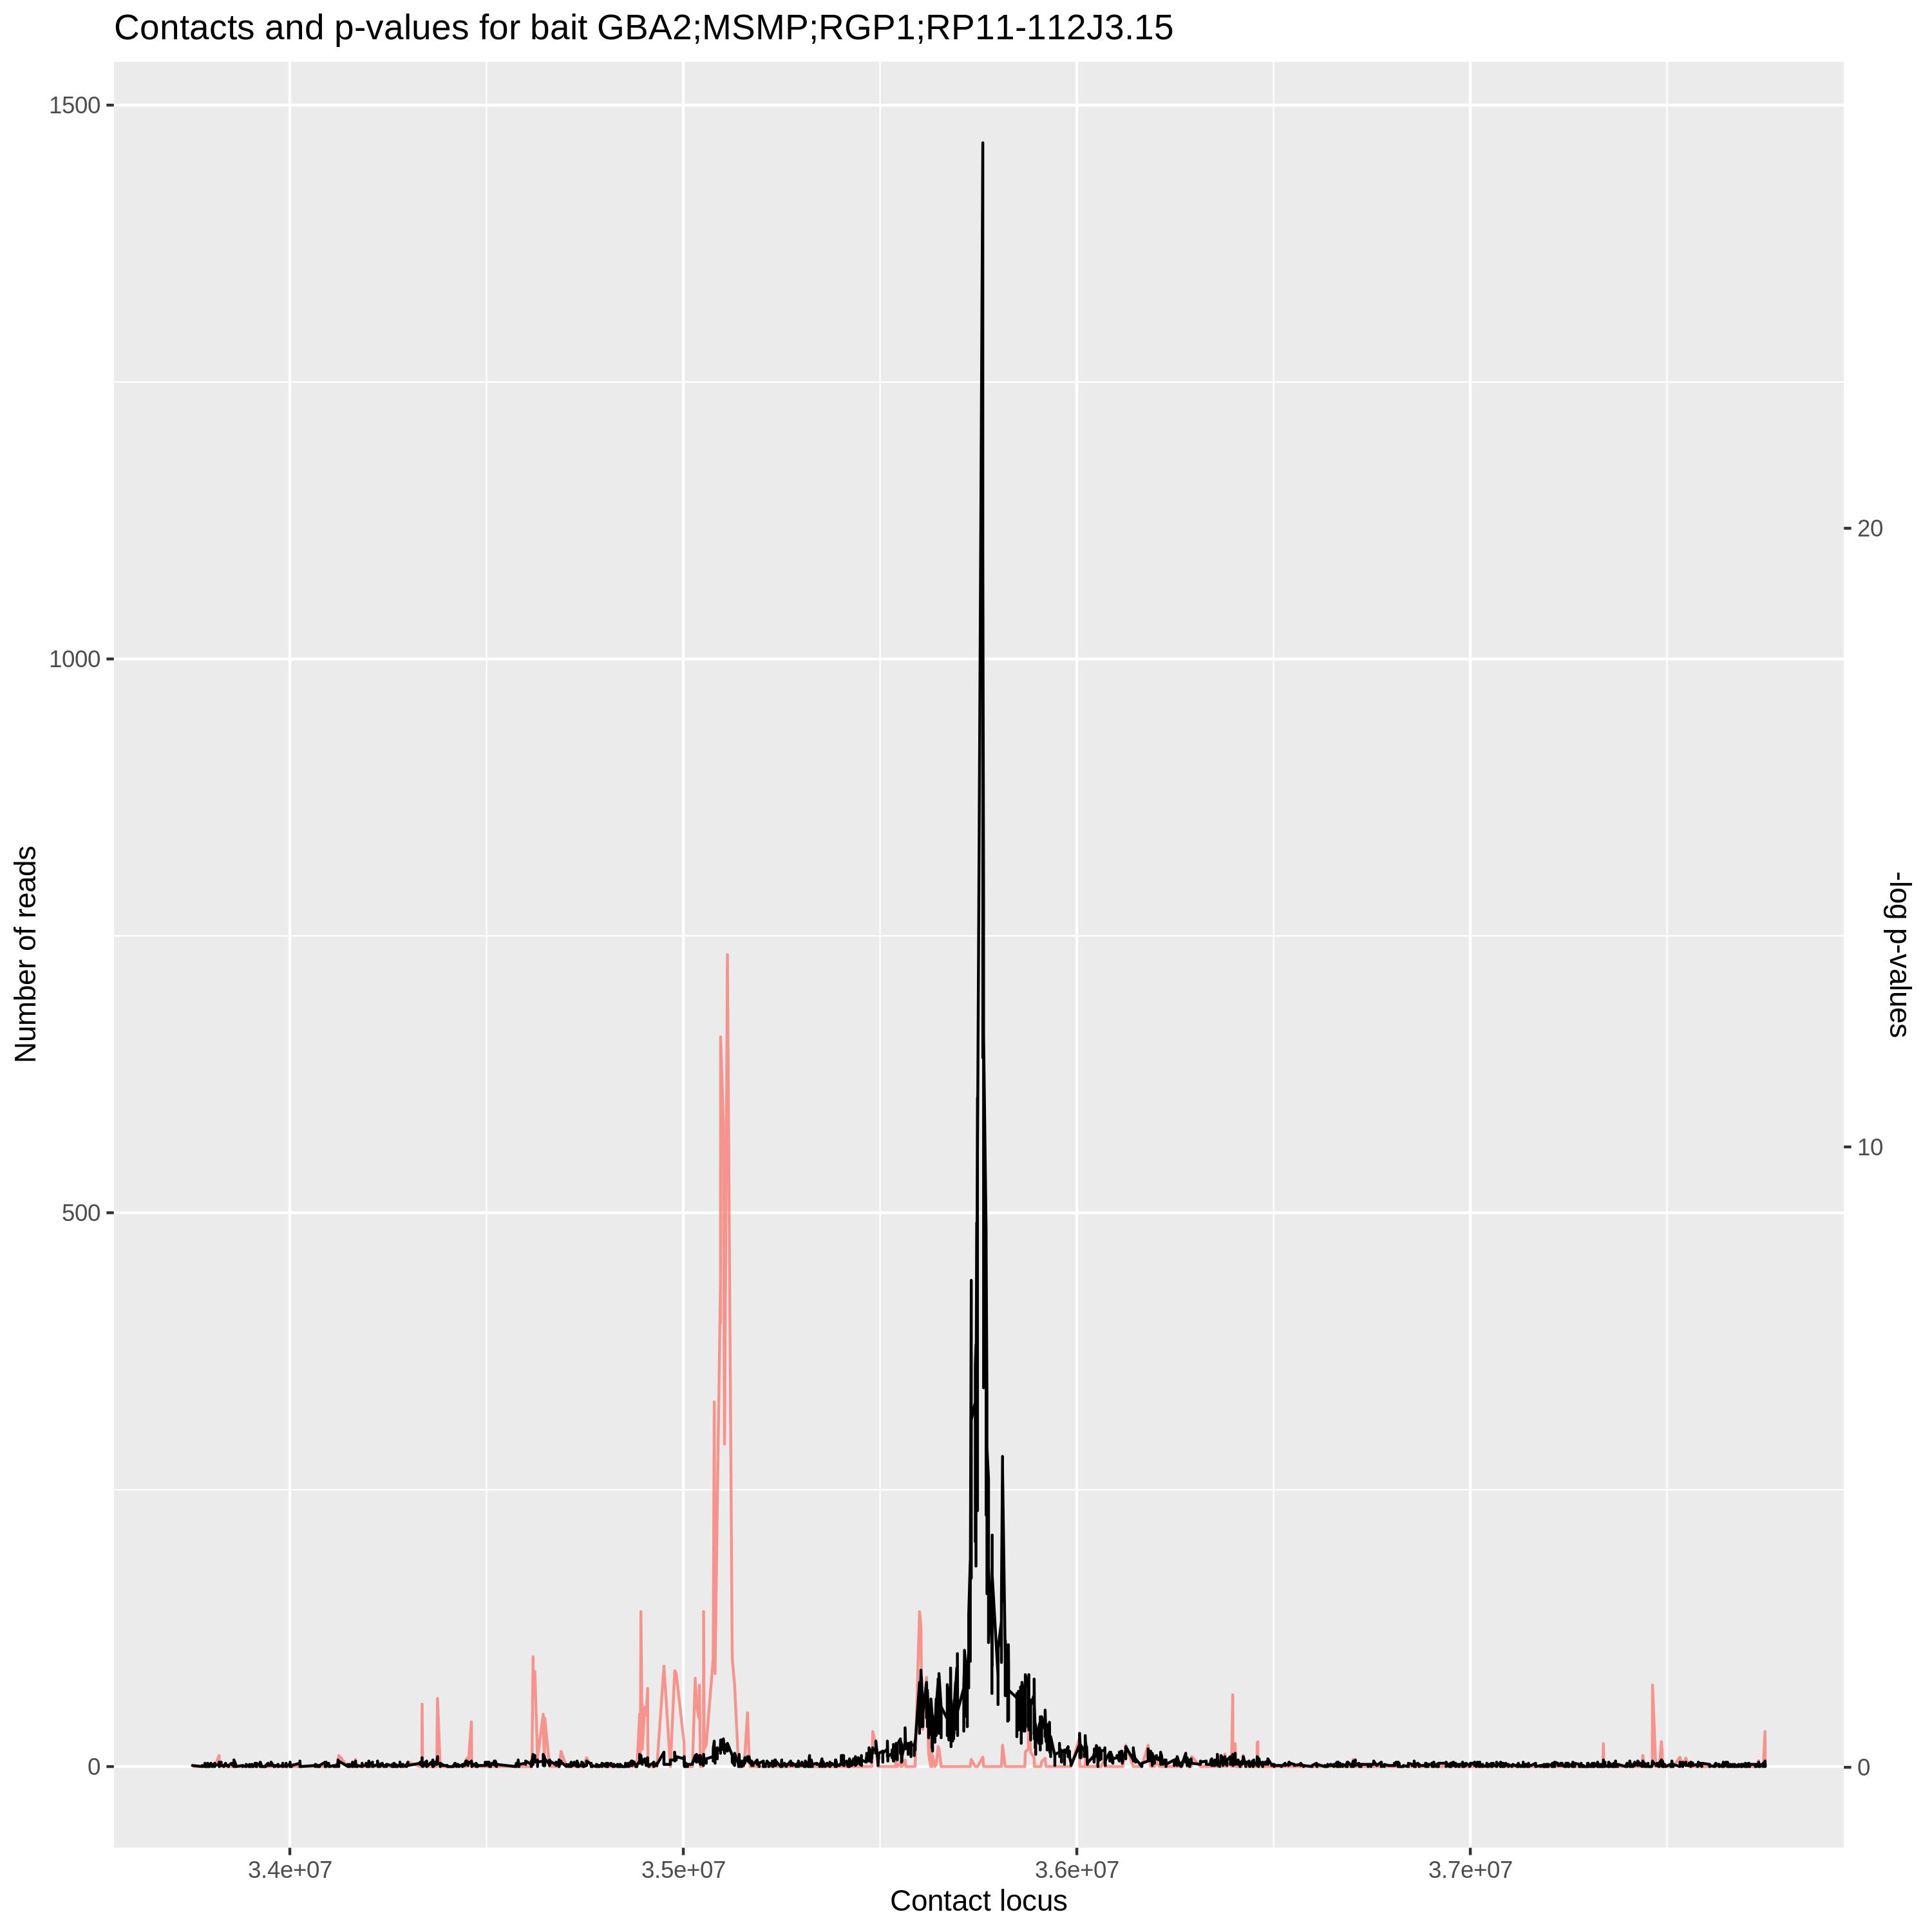 Contacts and p-values for bait GBA2;MSMP;RGP1;RP11-112J3.15
1500
1000
500
0
Number of reads
20
10
0
-log p-values
3.4e+07
3.5e+07
3.6e+07
3.7e+07
Contact locus